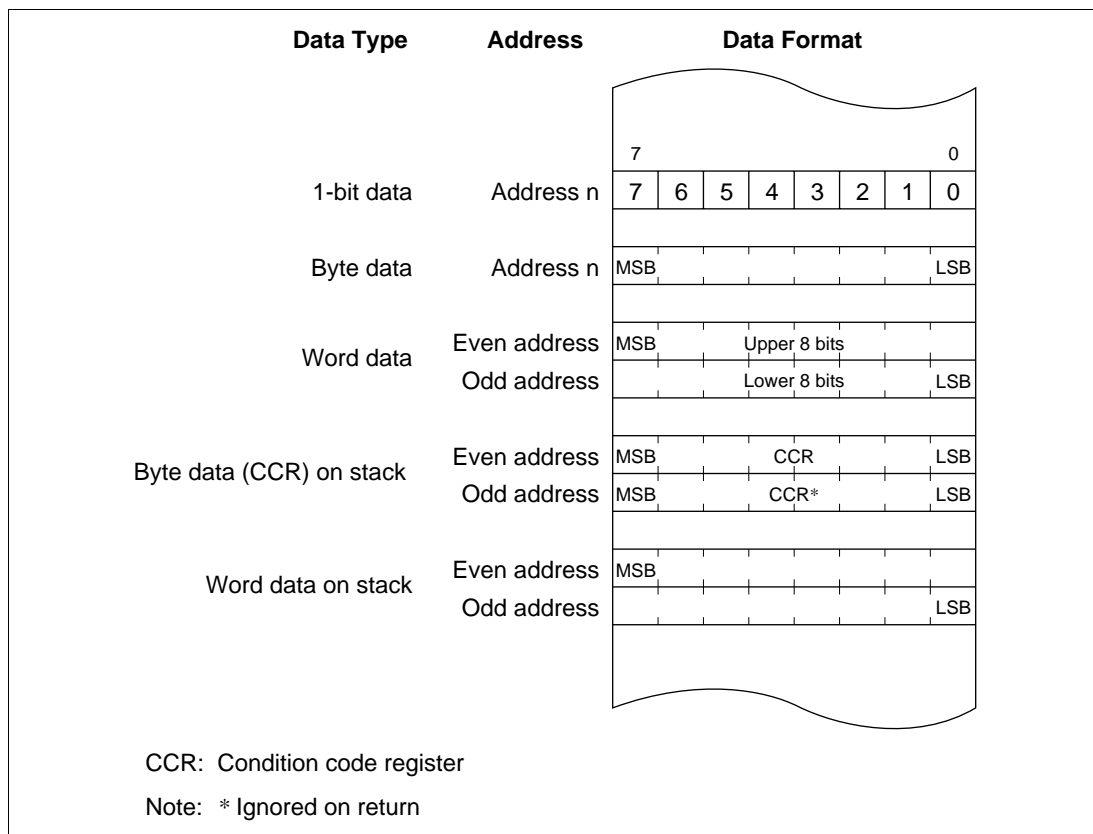 Data Type Address Data Format
7 0
1-bit data Address n 7 6 5 4 3 2 1 0
Byte data Address n MSB LSB
Word data
Even address MSB Upper 8 bits
Odd address Lower 8 bits LSB
Byte data (CCR) on stack
Even address MSB CCR LSB
Odd address MSB CCR* LSB
Word data on stack
Even address MSB
Odd address LSB
CCR: Condition code register
Note: * Ignored on return